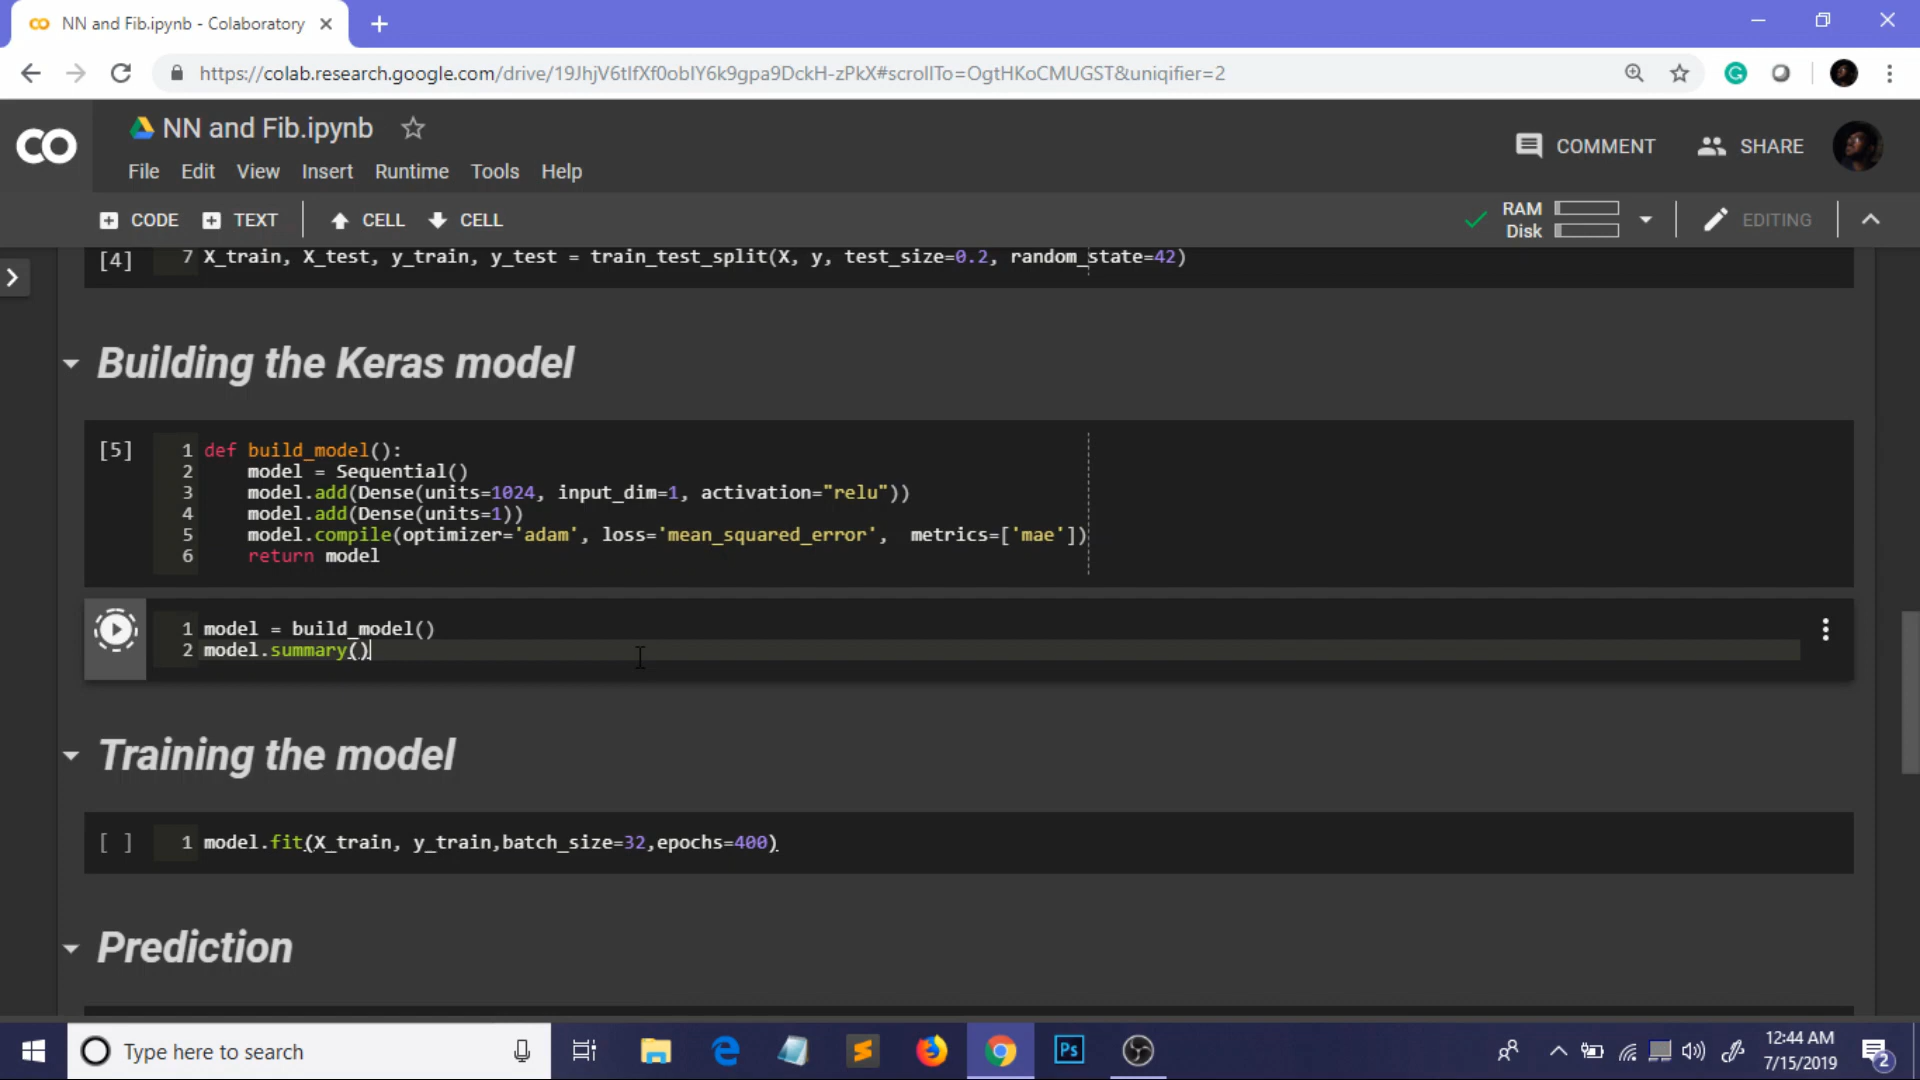 NN and Fib.ipynb - Colaboratory
https://colab.research.google.com/drive/19JhjV6tlfXf0oblY6k9gpa9DckH-zPkX#scrollTo=OgtHKoCMUGST&uniqifier=2
CO
NN and Fib.ipynb
COMMENT
SHARE
File Edit View Insert Runtime Tools Help
CODE TEXT CELL CELL
RAM
Disk
EDITING
[4] 7 X_train, X_test, y_train, y_test = train_test_split(X, y, test_size=0.2, random_state=42)
Building the Keras model
[5] 1 def build_model():
2 model = Sequential()
3 model.add(Dense(units=1024, input_dim=1, activation="relu"))
4 model.add(Dense(units=1))
5 model.compile(optimizer='adam', loss='mean_squared_error',  metrics=['mae'])
6 return model
1 model = build_model()
2 model.summary()
Training the model
[ ] 1 model.fit(X_train, y_train,batch_size=32,epochs=400)
Prediction
Type here to search
Ps
12:44 AM
7/15/2019
2